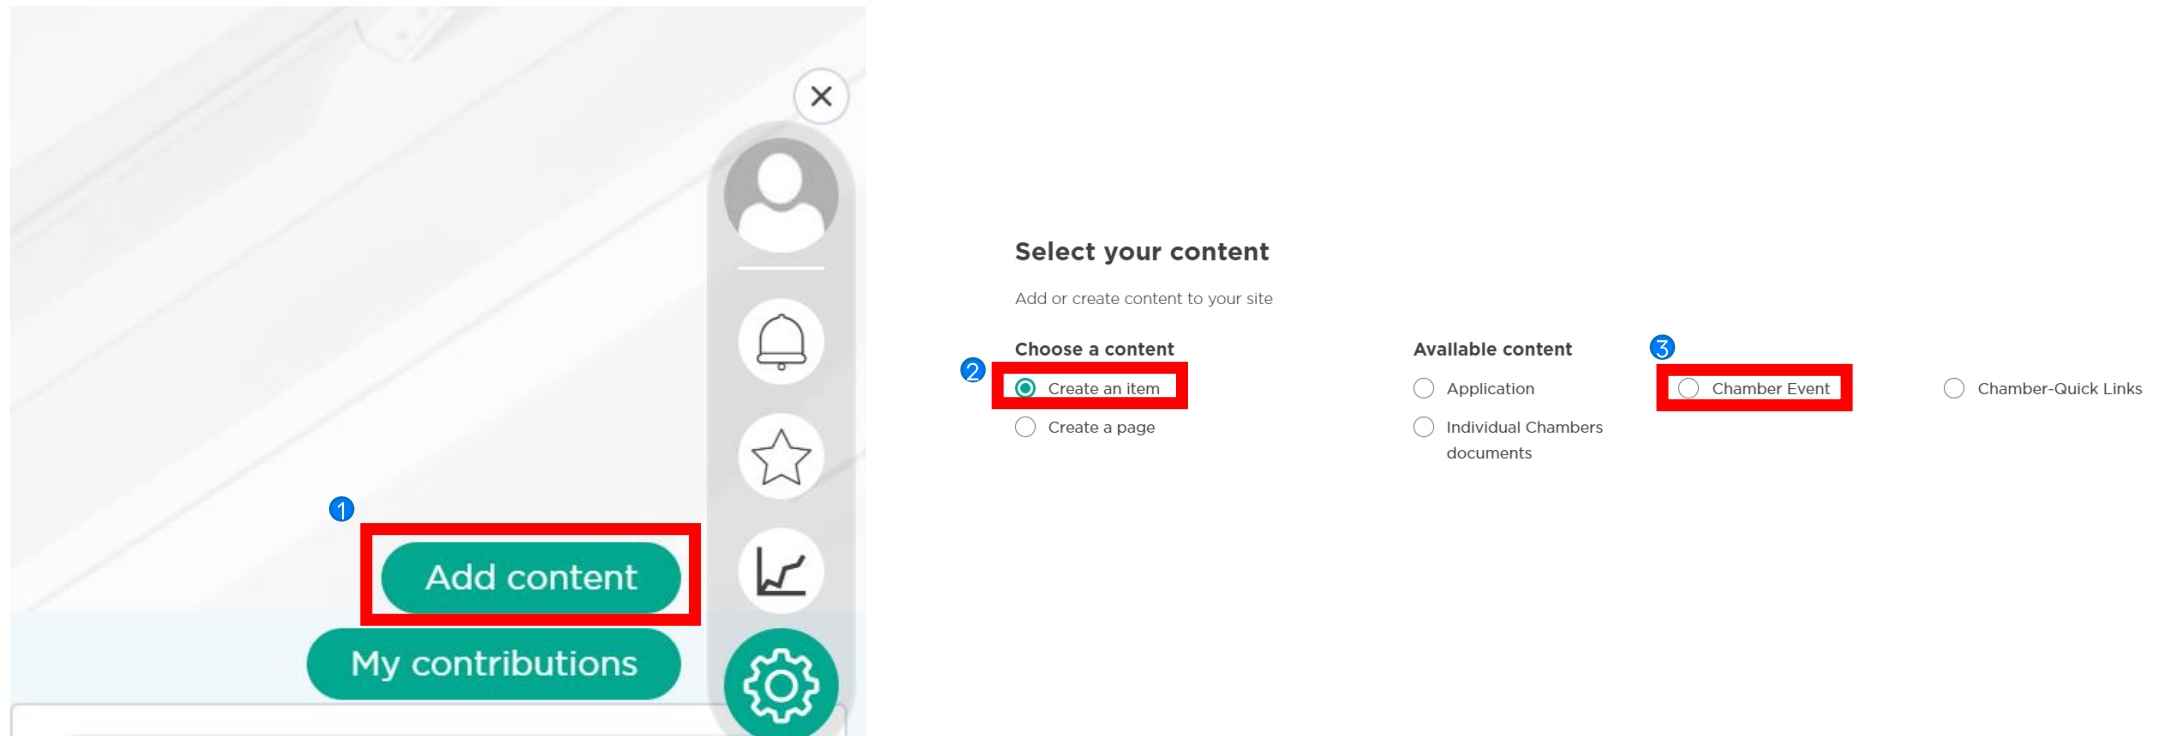 1
Add content
My contributions
Select your content
Add or create content to your site
Choose a content
2
Create an item
Create a page
Available content
3
Application
Chamber Event
Chamber-Quick Links
Individual Chambers
documents